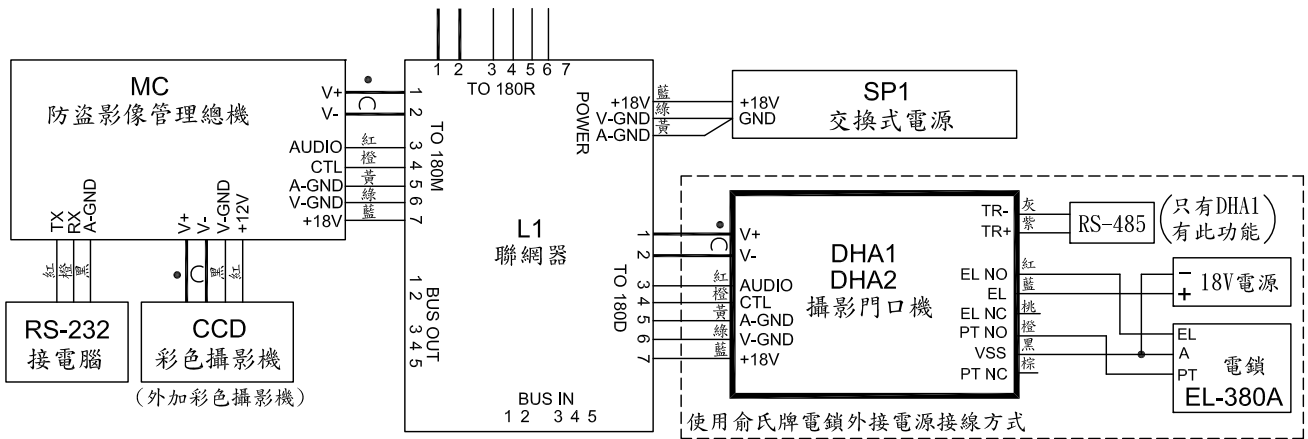 1 2 3 4 5 6 7
TO 180R
MC
防盜影像管理總機
V+
V-
AUDIO
CTL
A-GND
V-GND
+18V
紅
橙
黃
綠
藍
1
2
3
4
5
6
7
TO 180M
TX
RX
A-GND
V+
V-
V-GND
+12V
紅
橙
黑
黑
紅
RS-232
接電腦
CCD
彩色攝影機
(外加彩色攝影機)
L1
聯網器
1 2 3 4 5
BUS OUT
BUS IN
1 2 3 4 5
POWER
+18V
V-GND
A-GND
藍
綠
黃
+18V
GND
SP1
交換式電源
1
2
3
4
5
6
7
TO 180D
紅
橙
黃
綠
藍
V+
V-
AUDIO
CTL
A-GND
V-GND
+18V
DHA1
DHA2
攝影門口機
TR-
TR+
EL NO
EL
EL NC
PT NO
VSS
PT NC
灰
紫
紅
藍
桃
橙
黑
棕
RS-485
(只有DHA1
有此功能)
-
+
18V電源
EL
A
PT
電鎖
EL-380A
使用俞氏牌電鎖外接電源接線方式